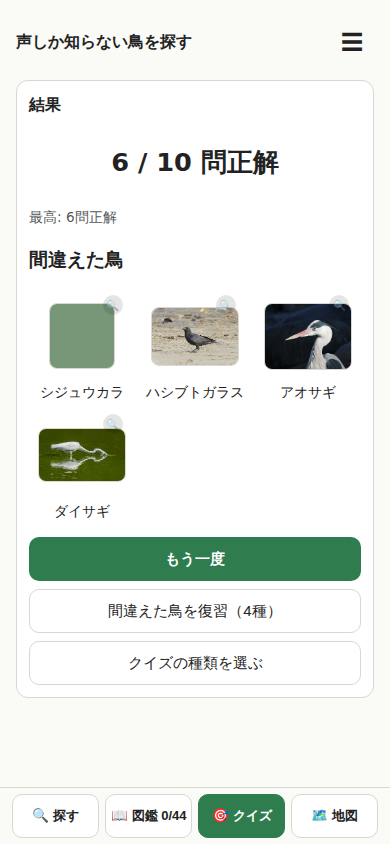 声しか知らない鳥を探す
結果
6 / 10 問正解
最高: 6問正解
間違えた鳥
シジュウカラ
ハシブトガラス
アオサギ
ダイサギ
もう一度
間違えた鳥を復習（4種）
クイズの種類を選ぶ
探す
図鑑 0/44
クイズ
地図